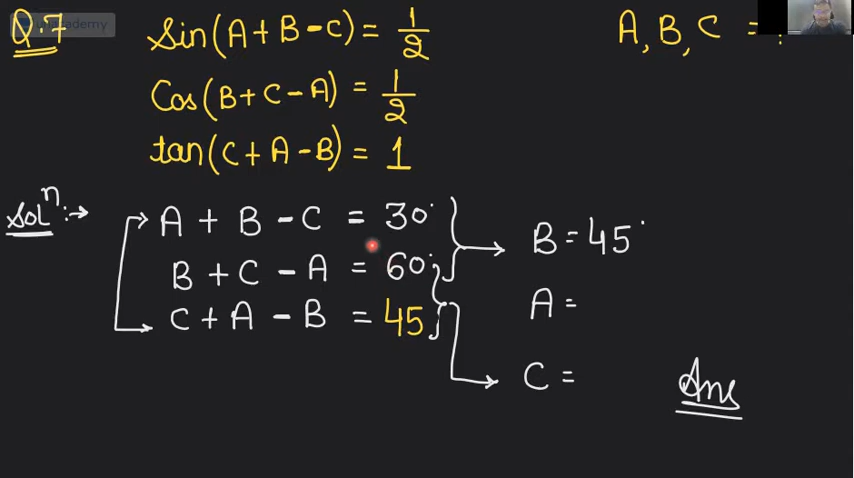 Q.7 Sin(A+B-C) = 1/2 A, B, C = ?
Cos(B+C-A) = 1/2
tan(C+A-B) = 1
Solⁿ :→ A + B - C = 30°
B = 45°
B + C - A = 60°
A =
C + A - B = 45
C =
Ans